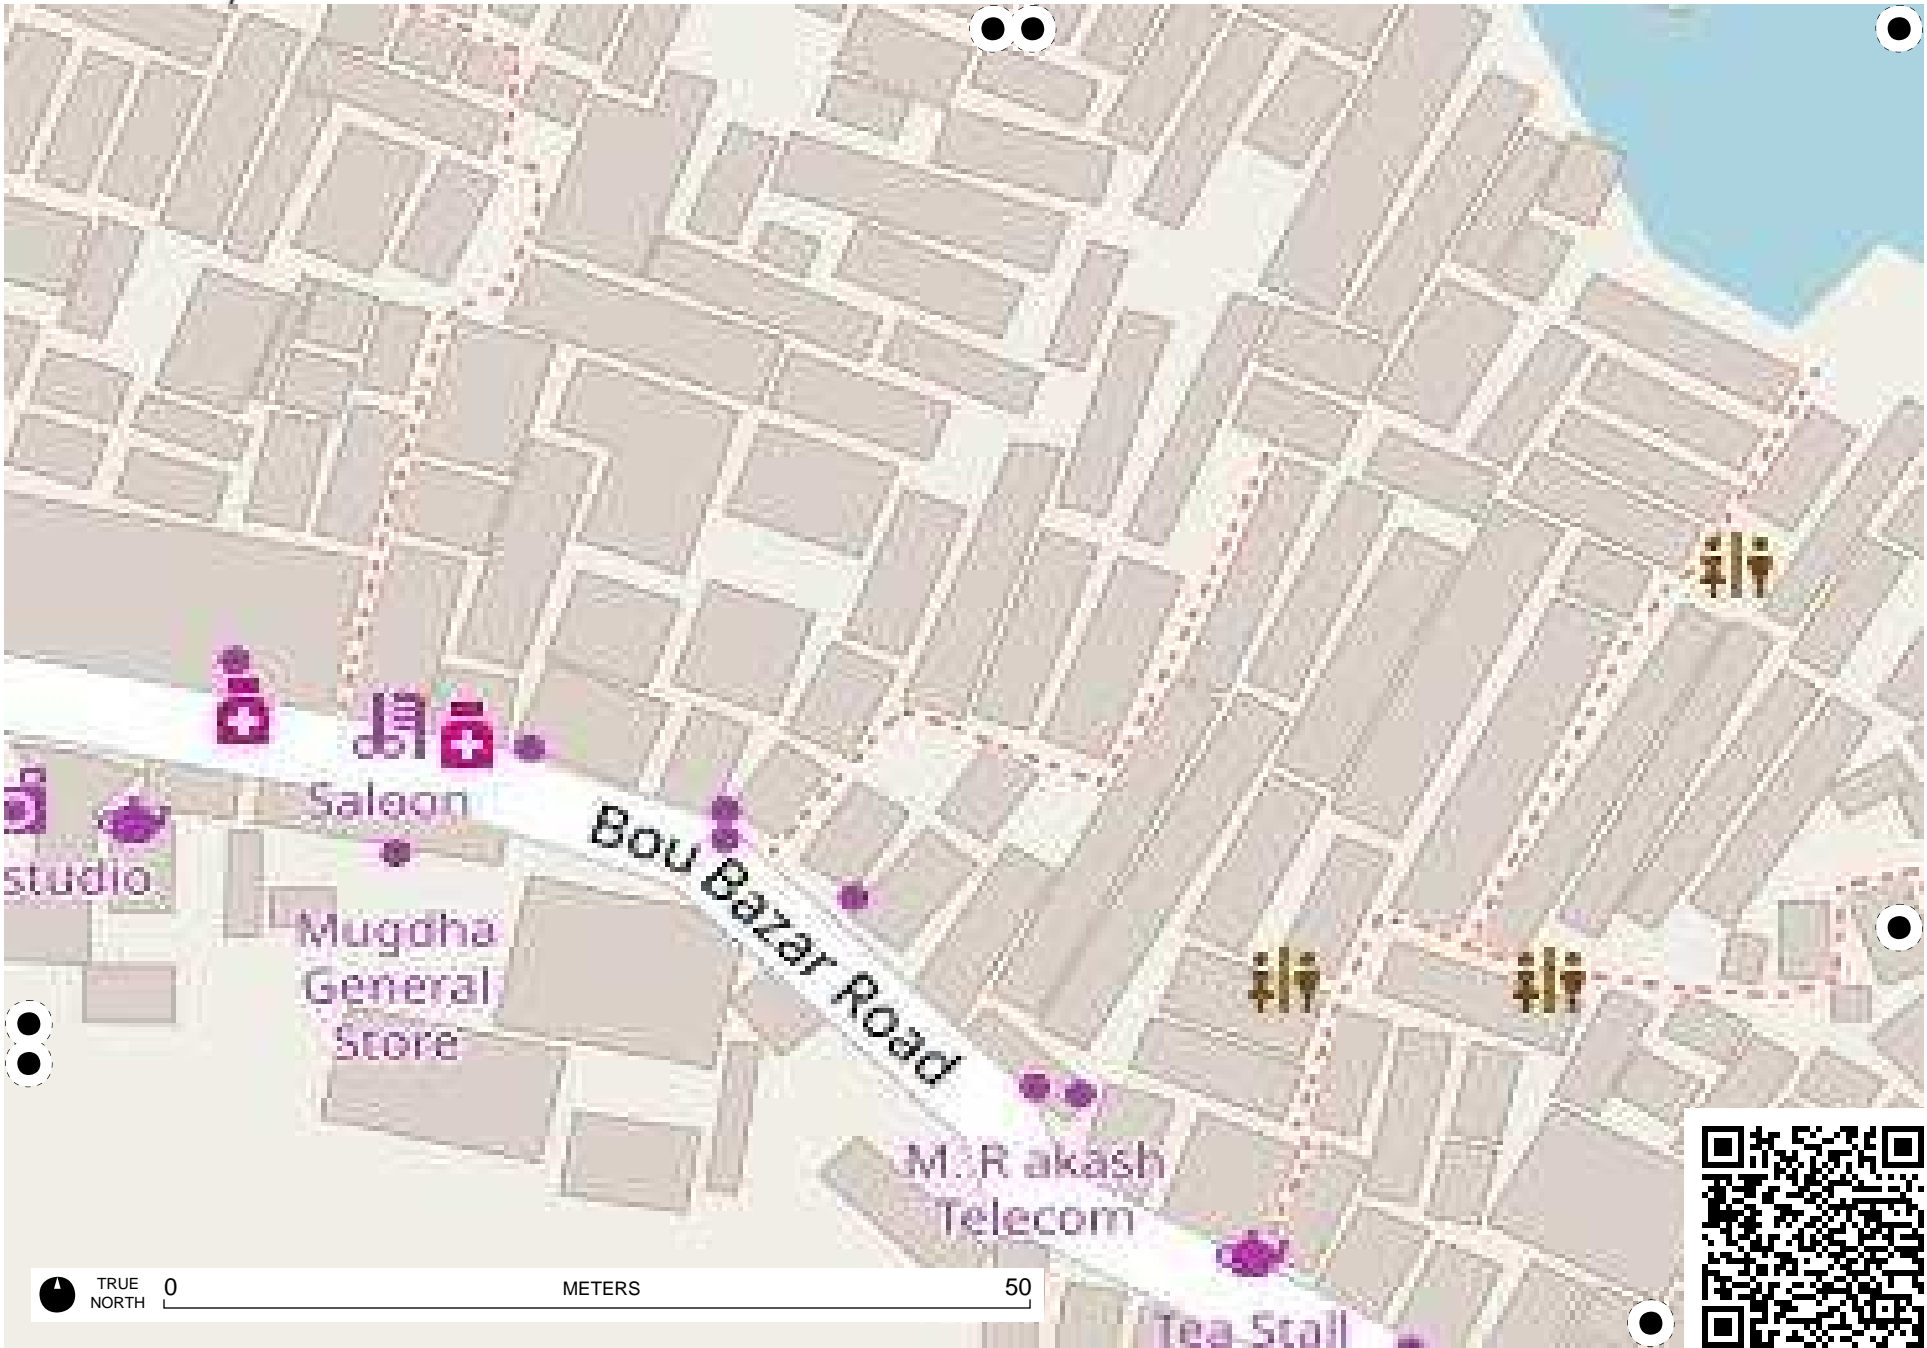 Saloon
studio
Bou Bazar Road
Mugdha
General
Store
M. R akash
Telecom
Tea Stall
TRUE
NORTH
0
METERS
50